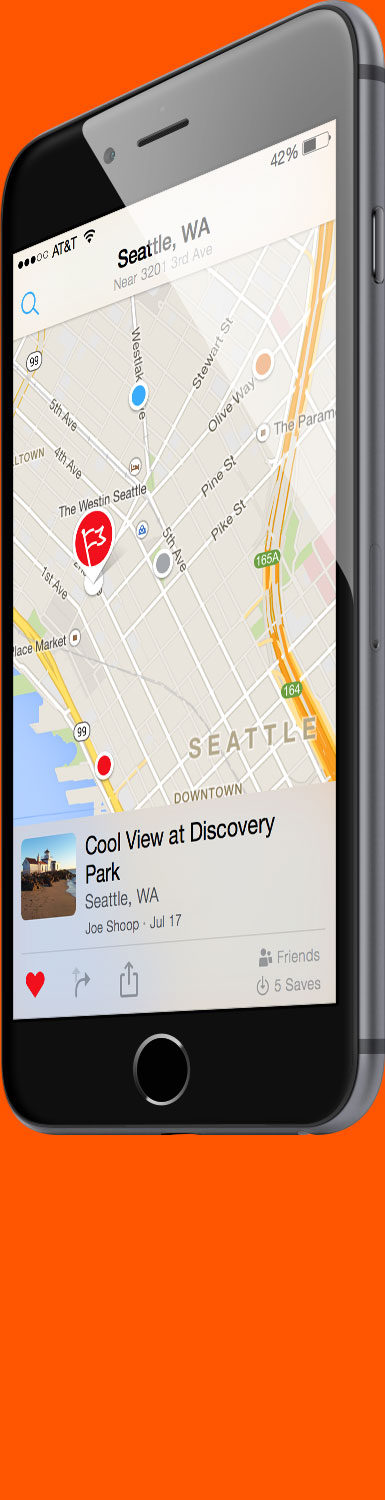 AT&T
42%
Seattle, WA
Near 3201 3rd Ave
99
Westlake Ave
Stewart St
Olive Way
5th Ave
4th Ave
LTOWN
The Param
The Westin Seattle
Pine St
Pike St
5th Ave
1st Ave
165A
lace Market
164
99
SEATTLE
DOWNTOWN
Cool View at Discovery
Park
Seattle, WA
Joe Shoop · Jul 17
Friends
5 Saves